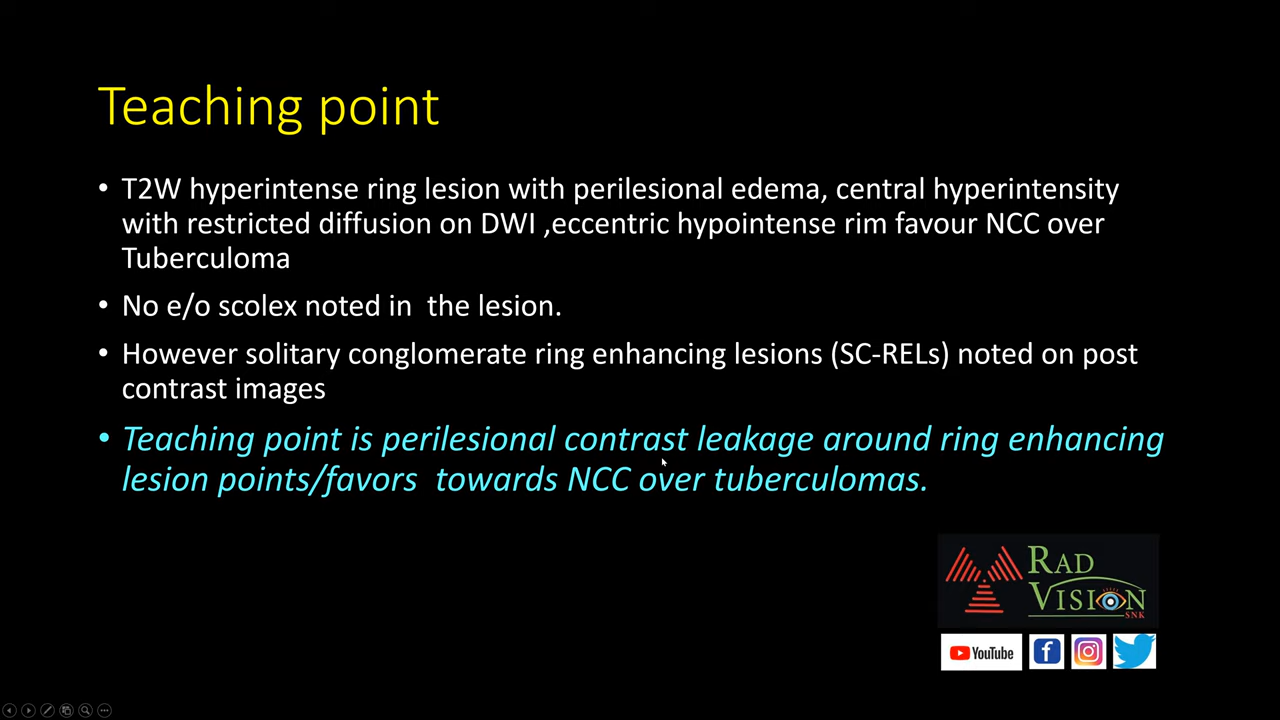 Teaching point
• T2W hyperintense ring lesion with perilesional edema, central hyperintensity
with restricted diffusion on DWI ,eccentric hypointense rim favour NCC over
Tuberculoma
• No e/o scolex noted in  the lesion.
• However solitary conglomerate ring enhancing lesions (SC-RELs) noted on post
contrast images
• Teaching point is perilesional contrast leakage around ring enhancing
lesion points/favors  towards NCC over tuberculomas.
RAD
VISION
SNK
YouTube